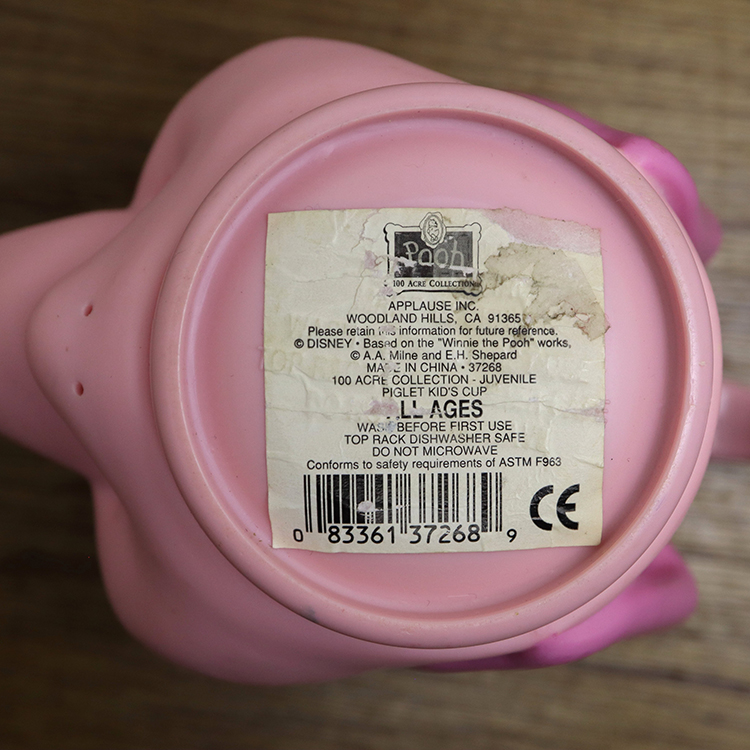 Pooh
100 ACRE COLLECTION
APPLAUSE INC.
WOODLAND HILLS, CA 91365
Please retain this information for future reference.
© DISNEY • Based on the "Winnie the Pooh" works,
© A.A. Milne and E.H. Shepard
MADE IN CHINA • 37268
100 ACRE COLLECTION - JUVENILE
PIGLET KID'S CUP
ALL AGES
WASH BEFORE FIRST USE
TOP RACK DISHWASHER SAFE
DO NOT MICROWAVE
Conforms to safety requirements of ASTM F963
CE
0 83361 37268 9